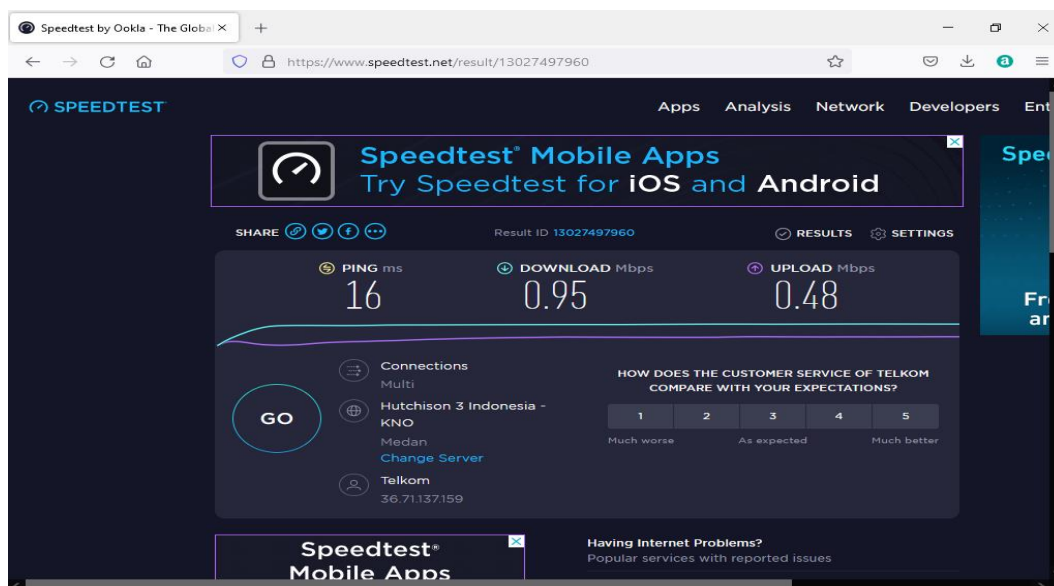 Speedtest by Ookla - The Global
https://www.speedtest.net/result/13027497960
a
SPEEDTEST
Apps Analysis Network Developers Ent
Speedtest® Mobile Apps
Try Speedtest for iOS and Android
Spe
SHARE Result ID 13027497960 RESULTS SETTINGS
PING ms DOWNLOAD Mbps UPLOAD Mbps
16 0.95 0.48
Fr
ar
Connections
Multi
Hutchison 3 Indonesia -
KNO
Medan
Change Server
Telkom
36.71.137.159
GO
HOW DOES THE CUSTOMER SERVICE OF TELKOM
COMPARE WITH YOUR EXPECTATIONS?
1 2 3 4 5
Much worse As expected Much better
Speedtest®
Mobile Apps
Having Internet Problems?
Popular services with reported issues